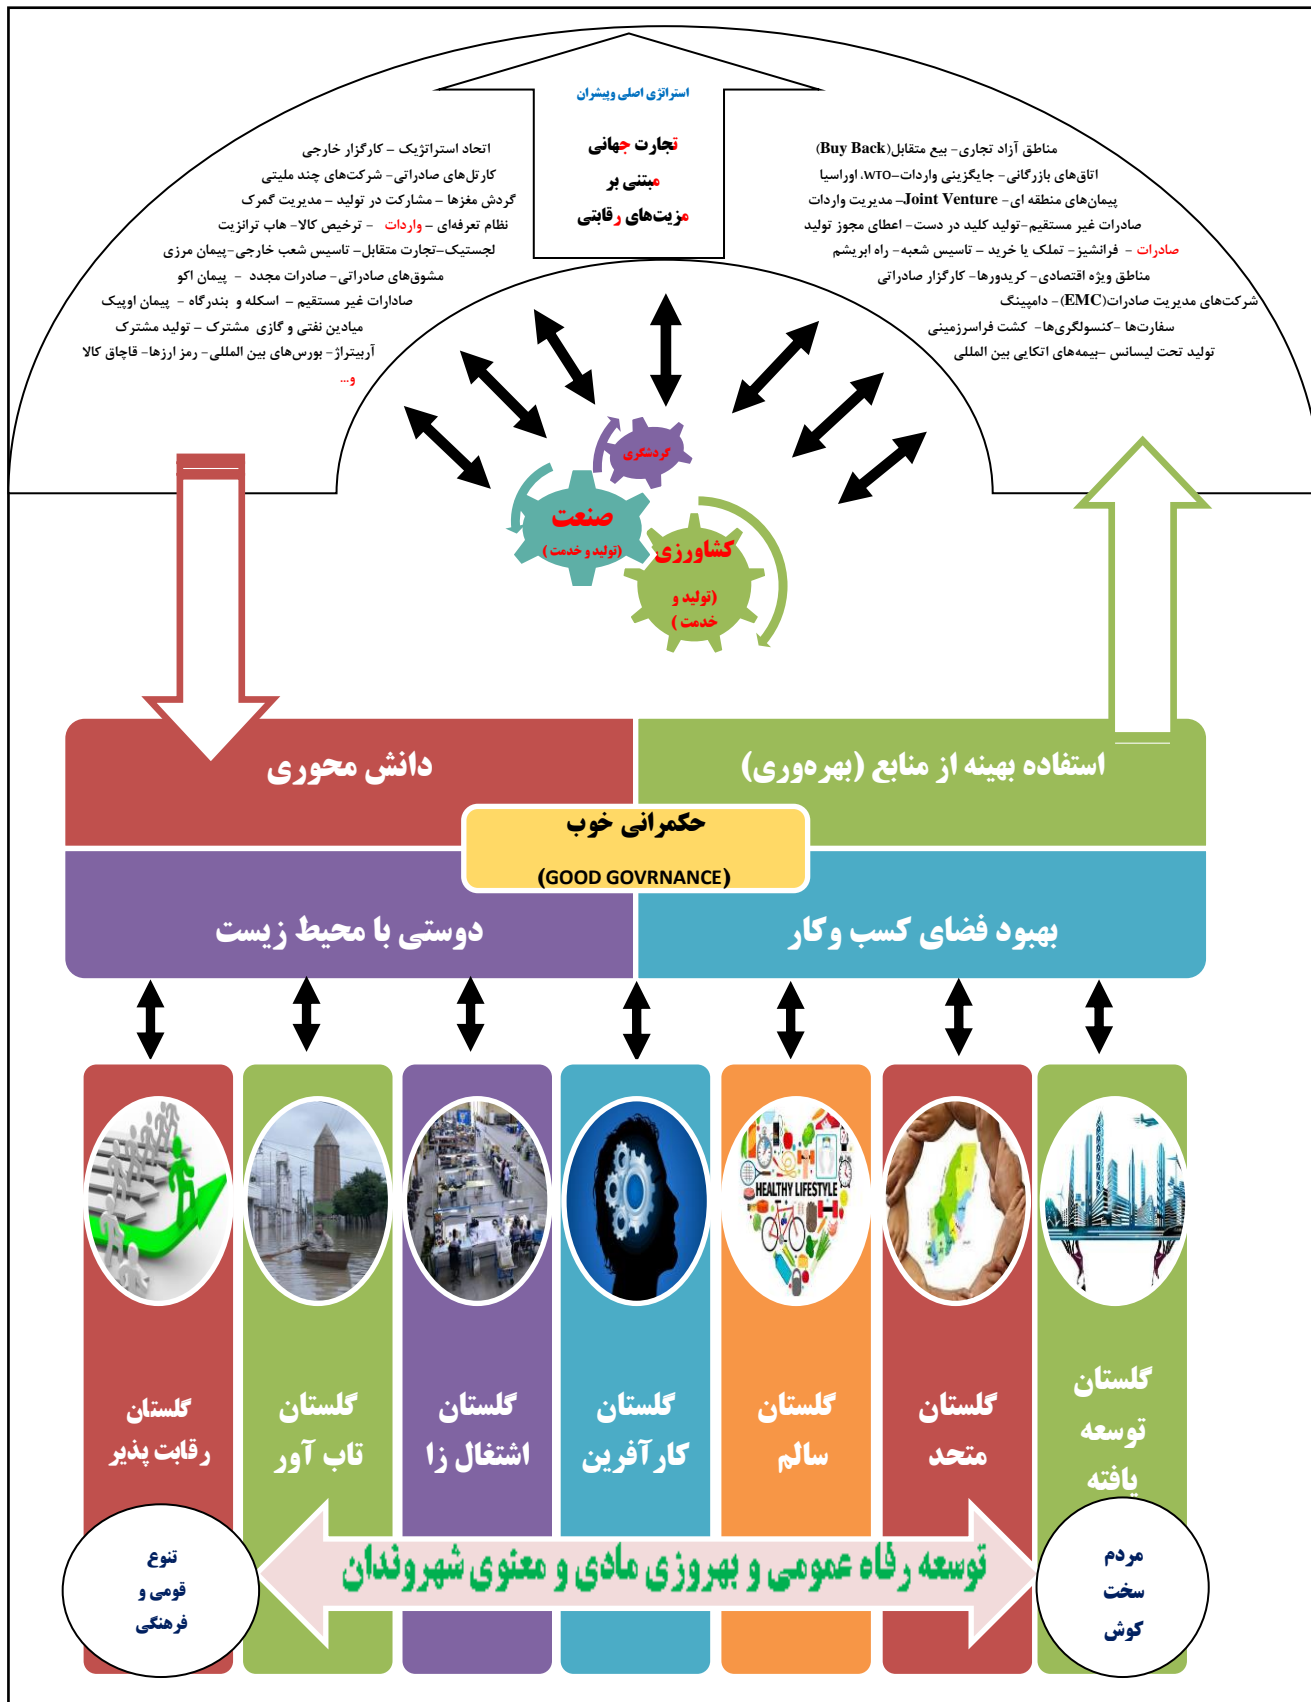 استراتژی اصلی وپیشران
تجارت جهانی
مبتنی بر
مزیت‌های رقابتی
مناطق آزاد تجاری- بیع متقابل(Buy Back)
اتاق‌های بازرگانی- جایگزینی واردات–WTO، اوراسیا
پیمان‌های منطقه ای- Joint Venture– مدیریت واردات
صادرات غیر مستقیم-تولید کلید در دست- اعطای مجوز تولید
صادرات - فرانشیز- تملک یا خرید – تاسیس شعبه- راه ابریشم
مناطق ویژه اقتصادی- کریدورها- کارگزار صادراتی
شرکت‌های مدیریت صادرات(EMC)- دامپینگ
سفارت‌ها -کنسولگری‌ها- کشت فراسرزمینی
تولید تحت لیسانس –بیمه‌های اتکایی بین المللی
اتحاد استراتژیک – کارگزار خارجی
کارتل‌های صادراتی- شرکت‌های چند ملیتی
گردش مغزها – مشارکت در تولید – مدیریت گمرک
نظام تعرفه‌ای – واردات - ترخیص کالا- هاب ترانزیت
لجستیک–تجارت متقابل– تاسیس شعب خارجی-پیمان مرزی
مشوق‌های صادراتی- صادرات مجدد - پیمان اکو
صادارات غیر مستقیم – اسکله و بندرگاه - پیمان اوپیک
میادین نفتی و گازی مشترک – تولید مشترک
آربیتراژ- بورس‌های بین المللی- رمز ارزها- قاچاق کالا
و...
گردشگری
صنعت
(تولید و خدمت )
کشاورزی
(تولید و
خدمت )
استفاده بهینه از منابع (بهره‌وری)
دانش محوری
حکمرانی خوب
(GOOD GOVRNANCE)
بهبود فضای کسب وکار
دوستی با محیط زیست
HEALTHY LIFESTYLE
گلستان
توسعه
یافته
گلستان
متحد
گلستان
سالم
گلستان
کارآفرین
گلستان
اشتغال زا
گلستان
تاب آور
گلستان
رقابت پذیر
مردم
سخت
کوش
توسعه رفاه عمومی و بهروزی مادی و معنوی شهروندان
تنوع
قومی و
فرهنگی